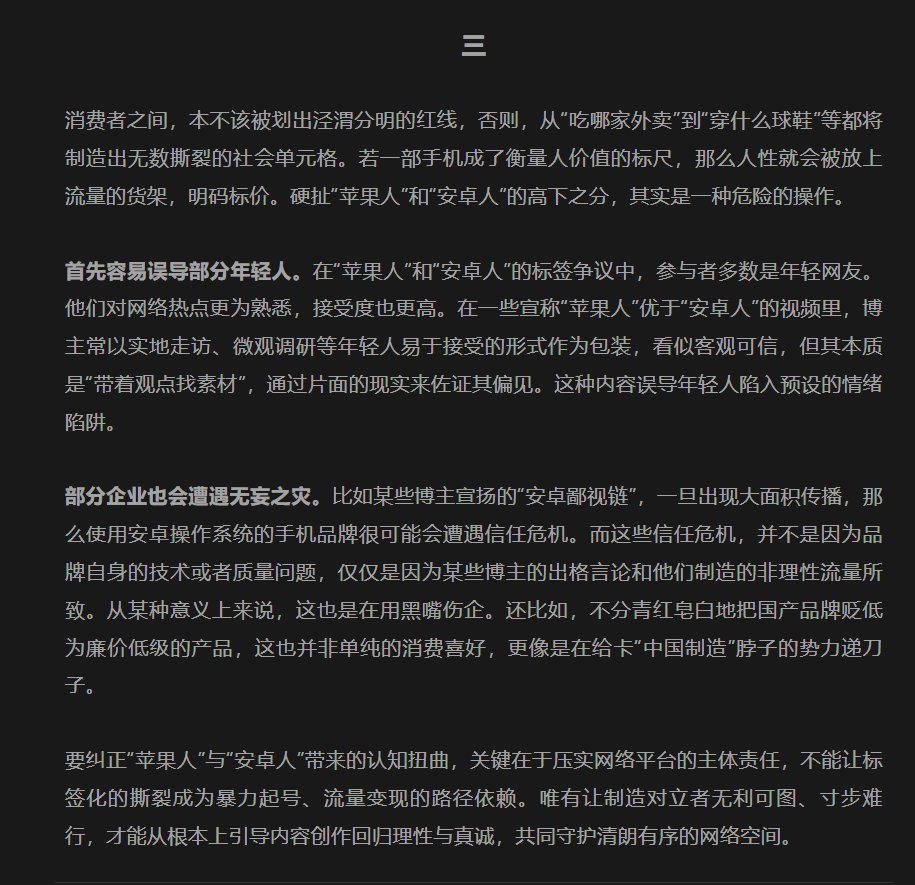 三
消费者之间，本不该被划出泾渭分明的红线，否则，从“吃哪家外卖”到“穿什么球鞋”等都将
制造出无数撕裂的社会单元格。若一部手机成了衡量人价值的标尺，那么人性就会被放上
流量的货架，明码标价。硬扯“苹果人”和“安卓人”的高下之分，其实是一种危险的操作。
首先容易误导部分年轻人。在“苹果人”和“安卓人”的标签争议中，参与者多数是年轻网友。
他们对网络热点更为熟悉，接受度也更高。在一些宣称“苹果人”优于“安卓人”的视频里，博
主常以实地走访、微观调研等年轻人易于接受的形式作为包装，看似客观可信，但其本质
是“带着观点找素材”，通过片面的现实来佐证其偏见。这种内容误导年轻人陷入预设的情绪
陷阱。
部分企业也会遭遇无妄之灾。比如某些博主宣扬的“安卓鄙视链”，一旦出现大面积传播，那
么使用安卓操作系统的手机品牌很可能会遭遇信任危机。而这些信任危机，并不是因为品
牌自身的技术或者质量问题，仅仅是因为某些博主的出格言论和他们制造的非理性流量所
致。从某种意义上来说，这也是在用黑嘴伤企。还比如，不分青红皂白地把国产品牌贬低
为廉价低级的产品，这也并非单纯的消费喜好，更像是在给卡“中国制造”脖子的势力递刀
子。
要纠正“苹果人”与“安卓人”带来的认知扭曲，关键在于压实网络平台的主体责任，不能让标
签化的撕裂成为暴力起号、流量变现的路径依赖。唯有让制造对立者无利可图、寸步难
行，才能从根本上引导内容创作回归理性与真诚，共同守护清朗有序的网络空间。